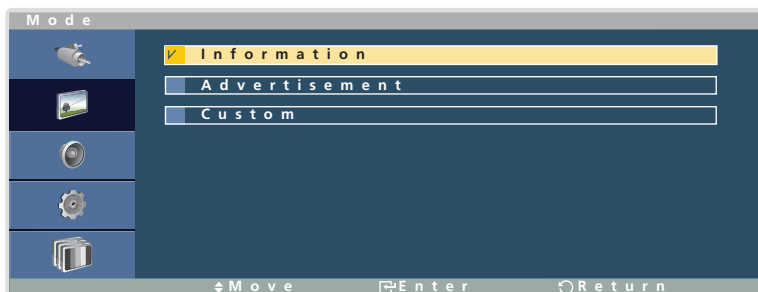 Mode
Information
Advertisement
Custom
Move Enter Return